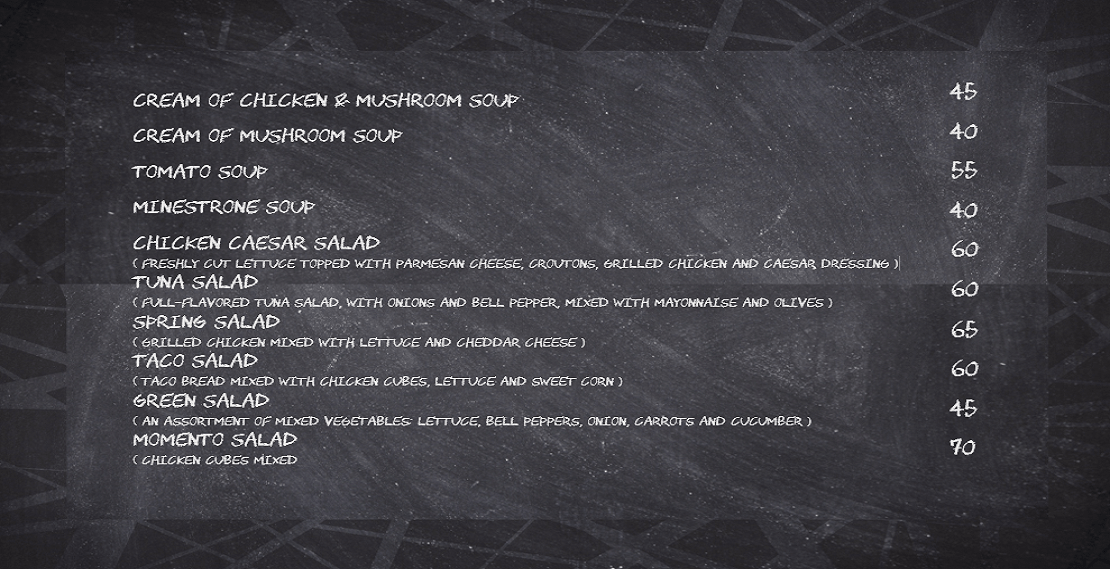 CREAM OF CHICKEN & MUSHROOM SOUP 45
CREAM OF MUSHROOM SOUP 40
TOMATO SOUP 55
MINESTRONE SOUP 40
CHICKEN CAESAR SALAD 60
( FRESHLY CUT LETTUCE TOPPED WITH PARMESAN CHEESE, CROUTONS, GRILLED CHICKEN AND CAESAR DRESSING )
TUNA SALAD 60
( FULL-FLAVORED TUNA SALAD, WITH ONIONS AND BELL PEPPER, MIXED WITH MAYONNAISE AND OLIVES )
SPRING SALAD 65
( GRILLED CHICKEN MIXED WITH LETTUCE AND CHEDDAR CHEESE )
TACO SALAD 60
( TACO BREAD MIXED WITH CHICKEN CUBES, LETTUCE AND SWEET CORN )
GREEN SALAD 45
( AN ASSORTMENT OF MIXED VEGETABLES: LETTUCE, BELL PEPPERS, ONION, CARROTS AND CUCUMBER )
MOMENTO SALAD 70
( CHICKEN CUBES MIXED